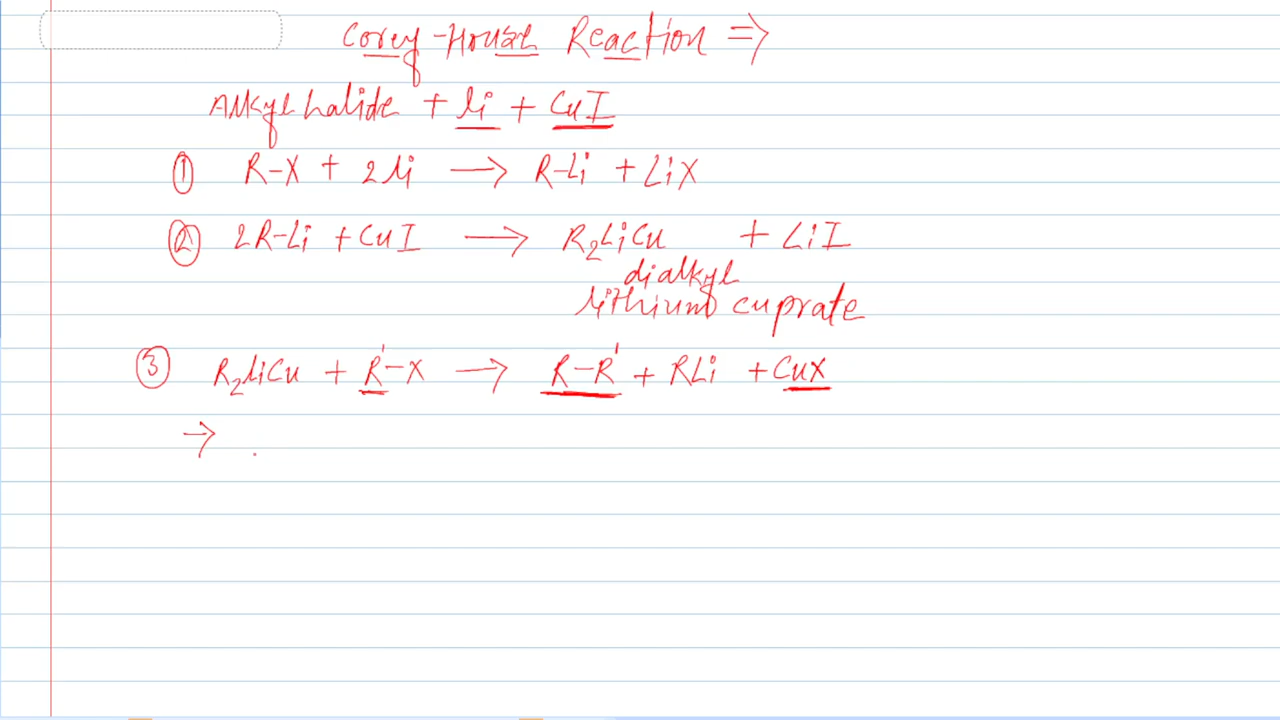 Corey-House Reaction ⇒
Alkyl halide + Li + CuI
① R-X + 2Li → R-Li + LiX
② 2R-Li + CuI → R₂LiCu + LiI
dialkyl
lithium cuprate
③ R₂LiCu + R'-X → R-R' + RLi + CuX
→